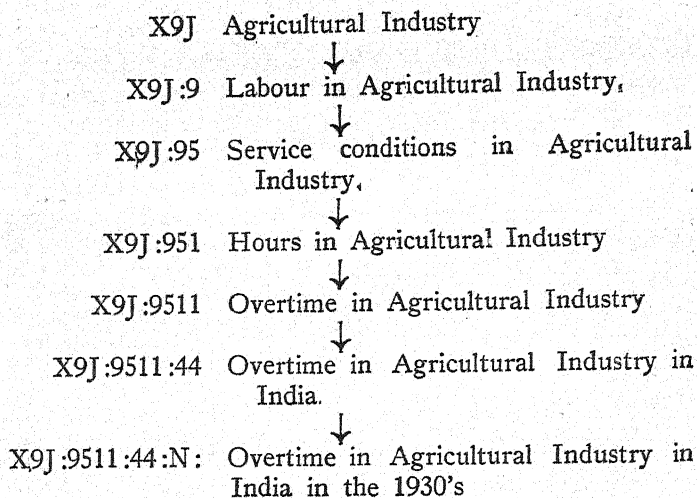 X9J Agricultural Industry
↓
X9J :9 Labour in Agricultural Industry.
↓
X9J :95 Service conditions in Agricultural
Industry.
↓
X9J :951 Hours in Agricultural Industry
↓
X9J :9511 Overtime in Agricultural Industry
↓
X9J :9511 :44 Overtime in Agricultural Industry in
India.
↓
X9J :9511 :44 :N : Overtime in Agricultural Industry in
India in the 1930's